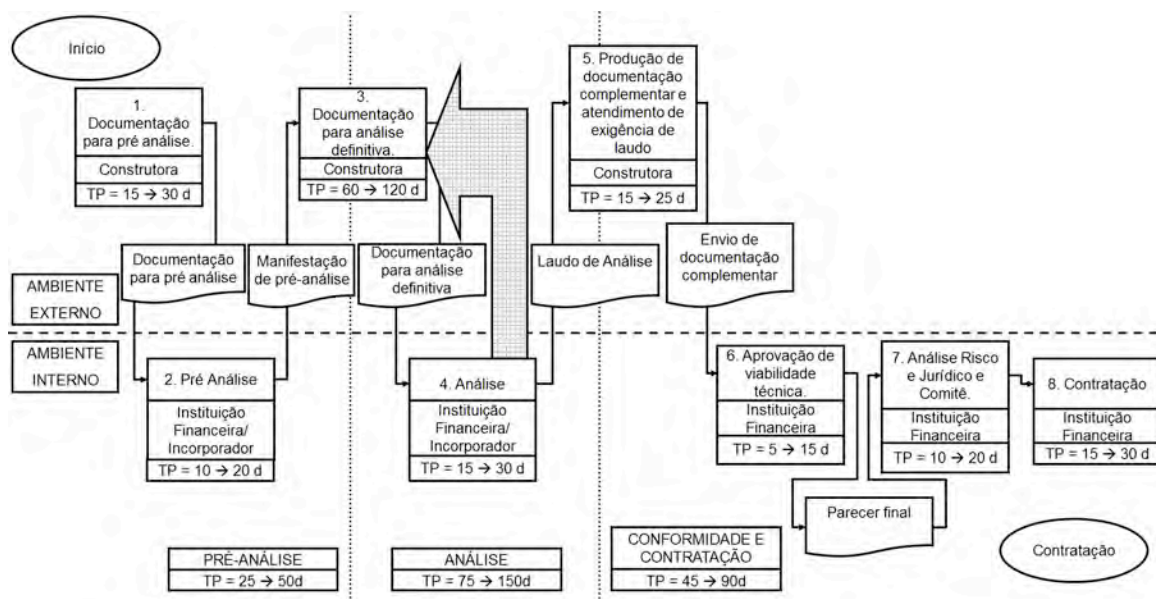 Início
1.
Documentação
para pré análise.
Construtora
TP = 15 → 30 d
3.
Documentação
para análise
definitiva.
Construtora
TP = 60 → 120 d
5. Produção de
documentação
complementar e
atendimento de
exigência de
laudo
Construtora
TP = 15 → 25 d
Documentação
para pré análise
Manifestação
de pré-análise
Documentação
para análise
definitiva
Laudo de Análise
Envio de
documentação
complementar
AMBIENTE
EXTERNO
AMBIENTE
INTERNO
2. Pré Análise
Instituição
Financeira/
Incorporador
TP = 10 → 20 d
4. Análise
Instituição
Financeira/
Incorporador
TP = 15 → 30 d
6. Aprovação de
viabilidade
técnica.
Instituição
Financeira
TP = 5 → 15 d
7. Análise Risco
e Jurídico e
Comitê.
Instituição
Financeira
TP = 10 → 20 d
8. Contratação
Instituição
Financeira
TP = 15 → 30 d
Parecer final
PRÉ-ANÁLISE
TP = 25 → 50d
ANÁLISE
TP = 75 → 150d
CONFORMIDADE E
CONTRATAÇÃO
TP = 45 → 90d
Contratação